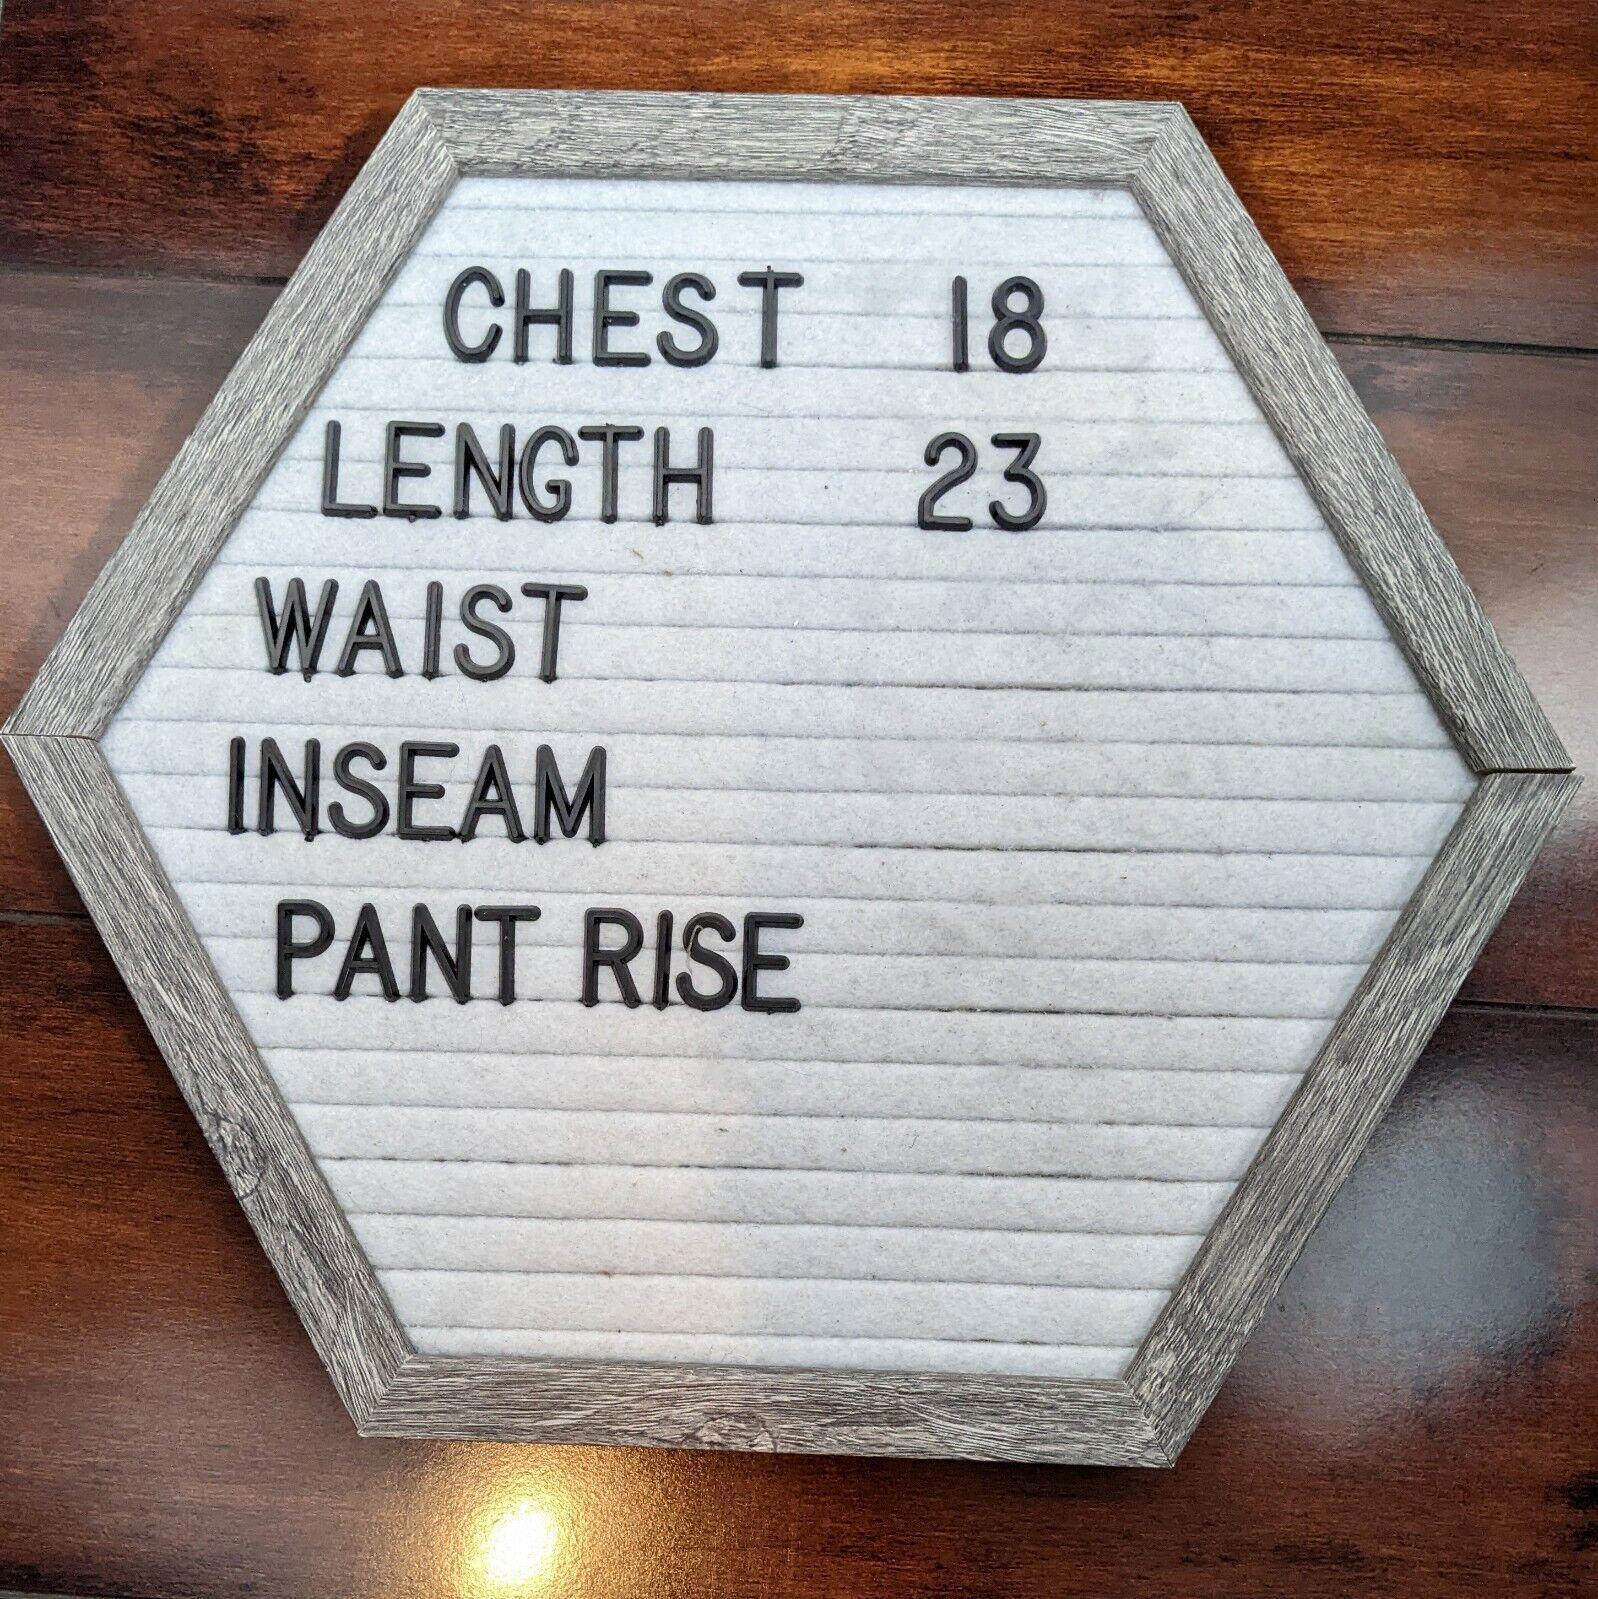 CHEST 18
LENGTH 23
WAIST
INSEAM
PANT RISE